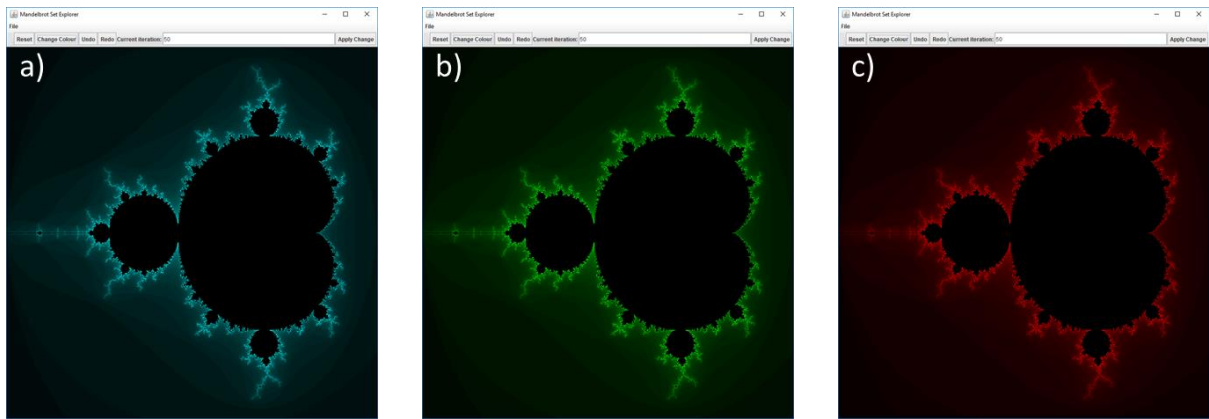 Mandelbrot Set Explorer
File
Reset Change Colour Undo Redo Current iteration: 50 Apply Change
a)
Mandelbrot Set Explorer
File
Reset Change Colour Undo Redo Current iteration: 50 Apply Change
b)
Mandelbrot Set Explorer
File
Reset Change Colour Undo Redo Current iteration: 50 Apply Change
c)